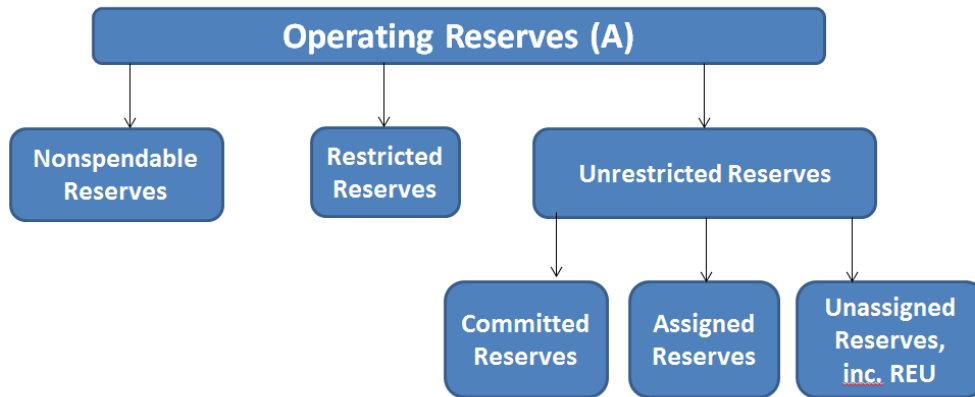 Operating Reserves (A)
Nonspendable
Reserves
Restricted
Reserves
Unrestricted Reserves
Committed
Reserves
Assigned
Reserves
Unassigned
Reserves,
inc. REU